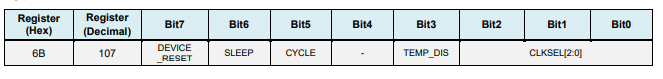 Register (Hex) Register (Decimal) Bit7 Bit6 Bit5 Bit4 Bit3 Bit2 Bit1 Bit0
6B 107 DEVICE _RESET SLEEP CYCLE - TEMP_DIS CLKSEL[2:0]